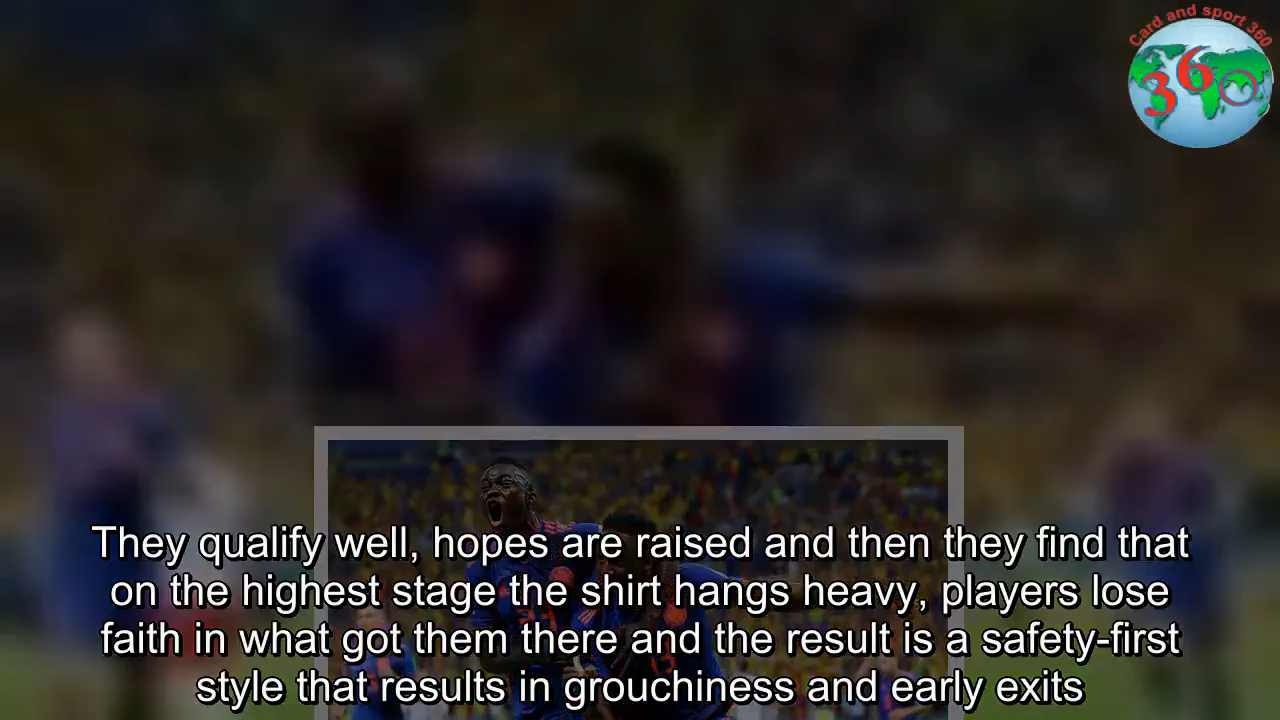 Card and sport 360
360
They qualify well, hopes are raised and then they find that
on the highest stage the shirt hangs heavy, players lose
faith in what got them there and the result is a safety-first
style that results in grouchiness and early exits